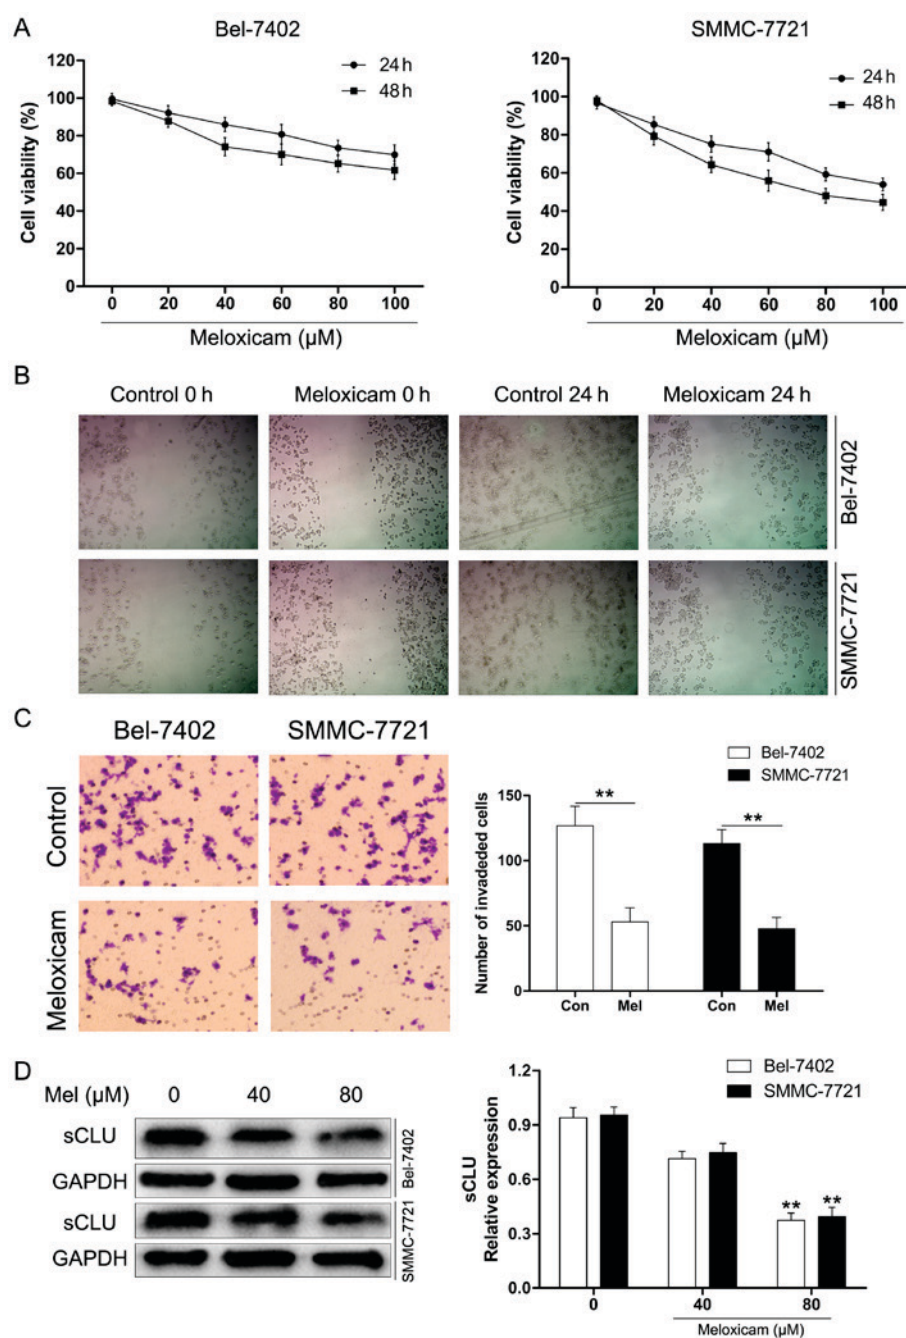 A
Bel-7402
24 h
48 h
Cell viability (%)
120
100
80
60
40
20
0
0 20 40 60 80 100
Meloxicam (µM)
SMMC-7721
24 h
48 h
Cell viability (%)
120
100
80
60
40
20
0
0 20 40 60 80 100
Meloxicam (µM)
B
Control 0 h Meloxicam 0 h Control 24 h Meloxicam 24 h
Bel-7402
SMMC-7721
C
Bel-7402 SMMC-7721
Control
Meloxicam
Bel-7402
SMMC-7721
Number of invadeded cells
150
100
50
0
** **
Con Mel Con Mel
D
Mel (µM) 0 40 80
sCLU
GAPDH
Bel-7402
sCLU
GAPDH
SMMC-7721
Bel-7402
SMMC-7721
sCLU
Relative expression
1.2
0.9
0.6
0.3
0.0
** **
0 40 80
Meloxicam (µM)